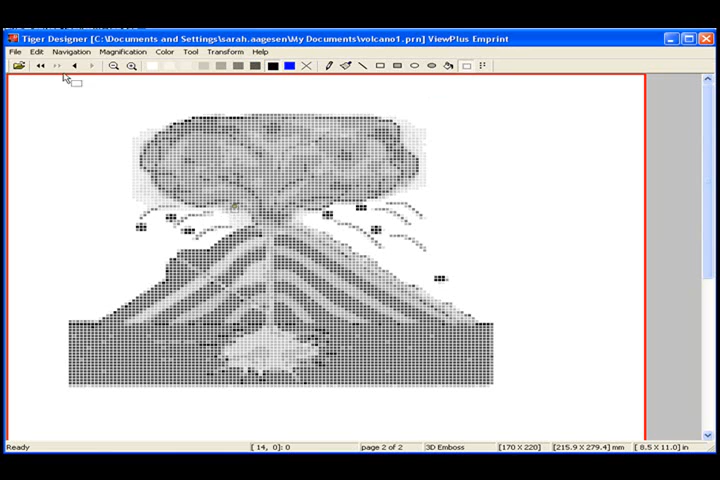 Tiger Designer [C:\Documents and Settings\sarah.aagesen\My Documents\volcano1.prn] ViewPlus Emprint
File Edit Navigation Magnification Color Tool Transform Help
Ready [ 14, 0]: 0 page 2 of 2 3D Emboss [170 X 220] [215.9 X 279.4] mm [ 8.5 X 11.0] in